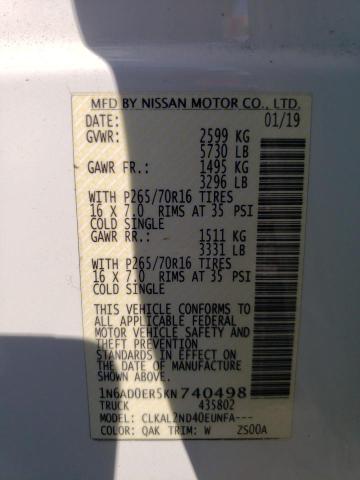 MFD BY NISSAN MOTOR CO., LTD.
DATE: 01/19
GVWR: 2599 KG
5730 LB
GAWR FR.: 1495 KG
3296 LB
WITH P265/70R16 TIRES
16 X 7.0 RIMS AT 35 PSI
COLD SINGLE
GAWR RR.: 1511 KG
3331 LB
WITH P265/70R16 TIRES
16 X 7.0 RIMS AT 35 PSI
COLD SINGLE
THIS VEHICLE CONFORMS TO
ALL APPLICABLE FEDERAL
MOTOR VEHICLE SAFETY AND
THEFT PREVENTION
STANDARDS IN EFFECT ON
THE DATE OF MANUFACTURE
SHOWN ABOVE.
1N6AD0ER5KN740498
TRUCK 435802
MODEL: CLKAL2ND40EUNFA---
COLOR: QAK TRIM: W ZS00A